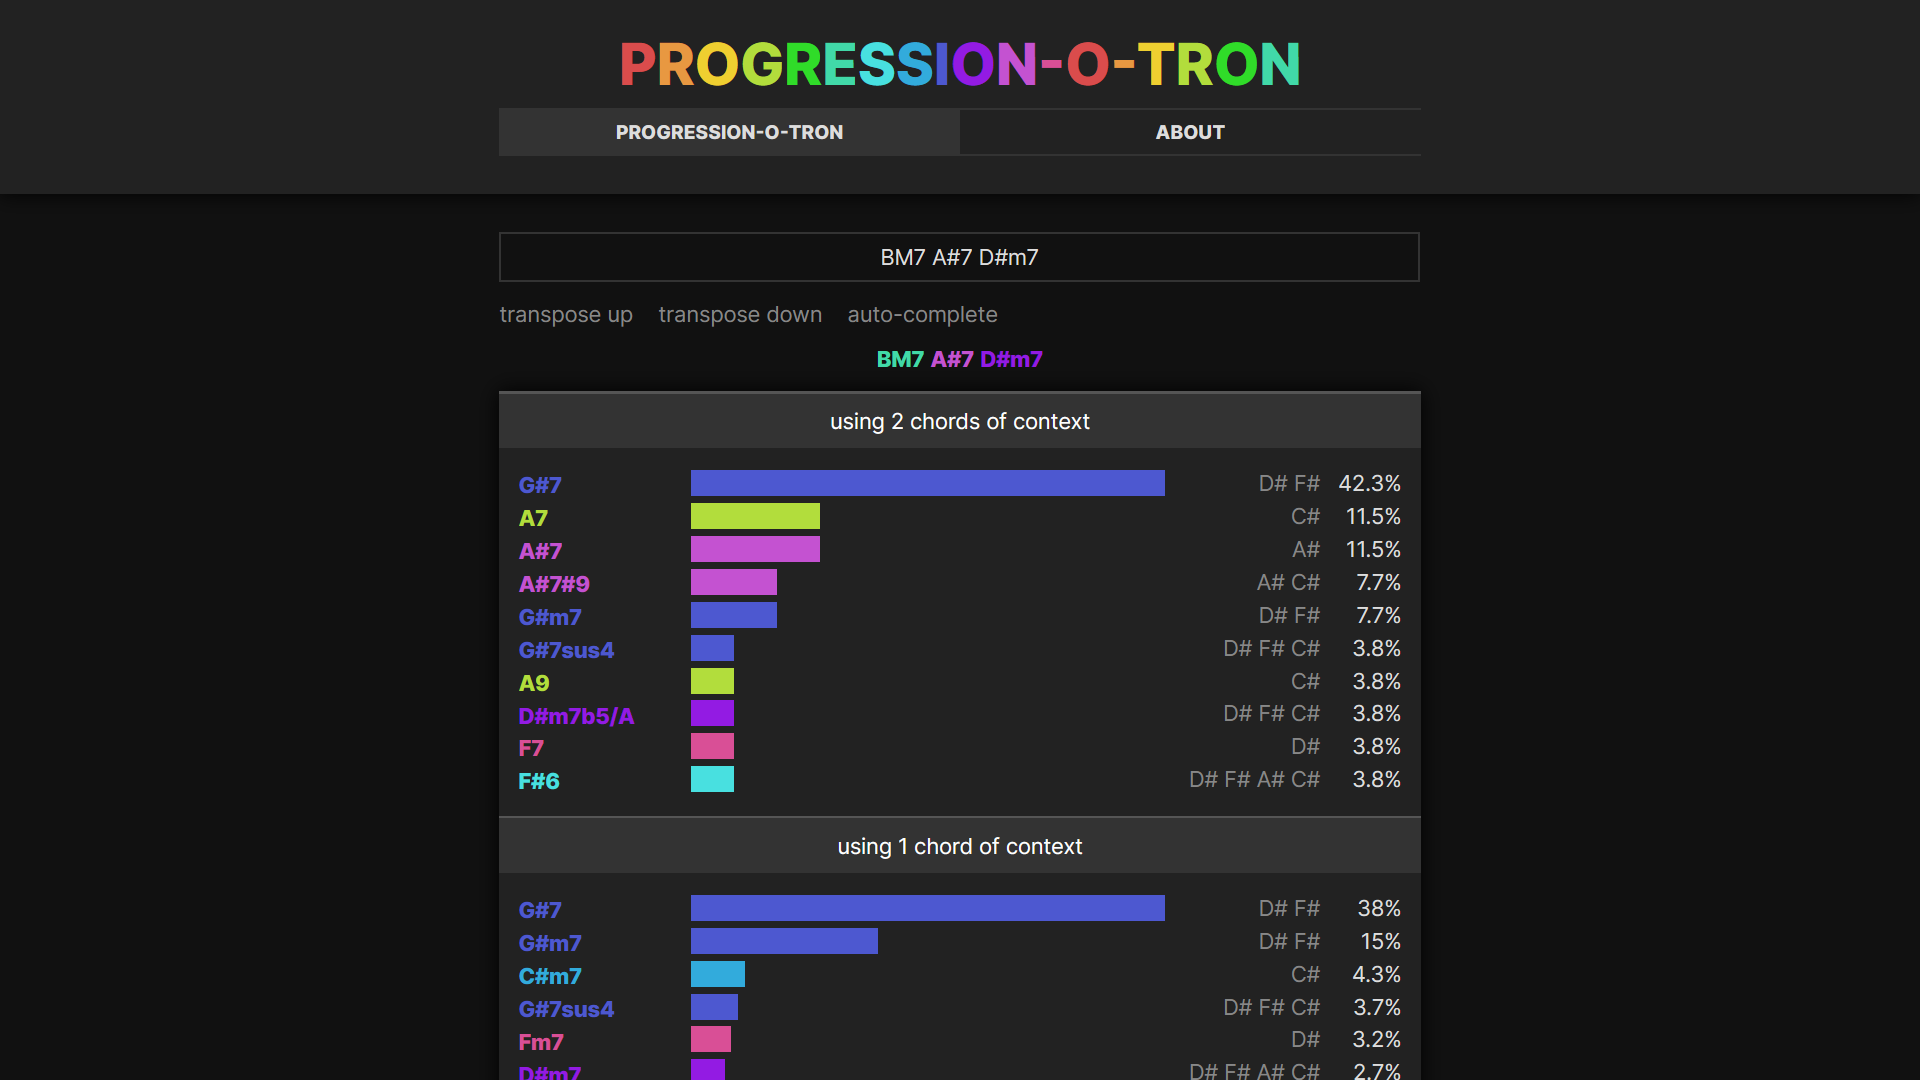 PROGRESSION-O-TRON
PROGRESSION-O-TRON ABOUT
BM7 A#7 D#m7
transpose up transpose down auto-complete
BM7 A#7 D#m7
using 2 chords of context
G#7 D# F# 42.3%
A7 C# 11.5%
A#7 A# 11.5%
A#7#9 A# C# 7.7%
G#m7 D# F# 7.7%
G#7sus4 D# F# C# 3.8%
A9 C# 3.8%
D#m7b5/A D# F# C# 3.8%
F7 D# 3.8%
F#6 D# F# A# C# 3.8%
using 1 chord of context
G#7 D# F# 38%
G#m7 D# F# 15%
C#m7 C# 4.3%
G#7sus4 D# F# C# 3.7%
Fm7 D# 3.2%
D#m7 D# F# A# C# 2.7%